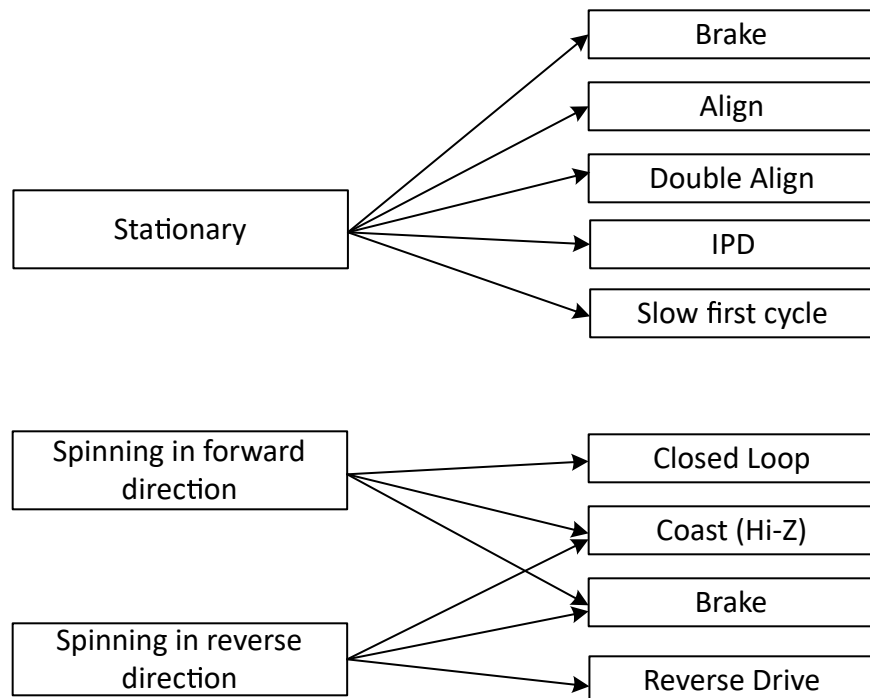 Brake
Align
Double Align
Stationary
IPD
Slow first cycle
Spinning in forward
direction
Closed Loop
Coast (Hi-Z)
Brake
Spinning in reverse
direction
Reverse Drive